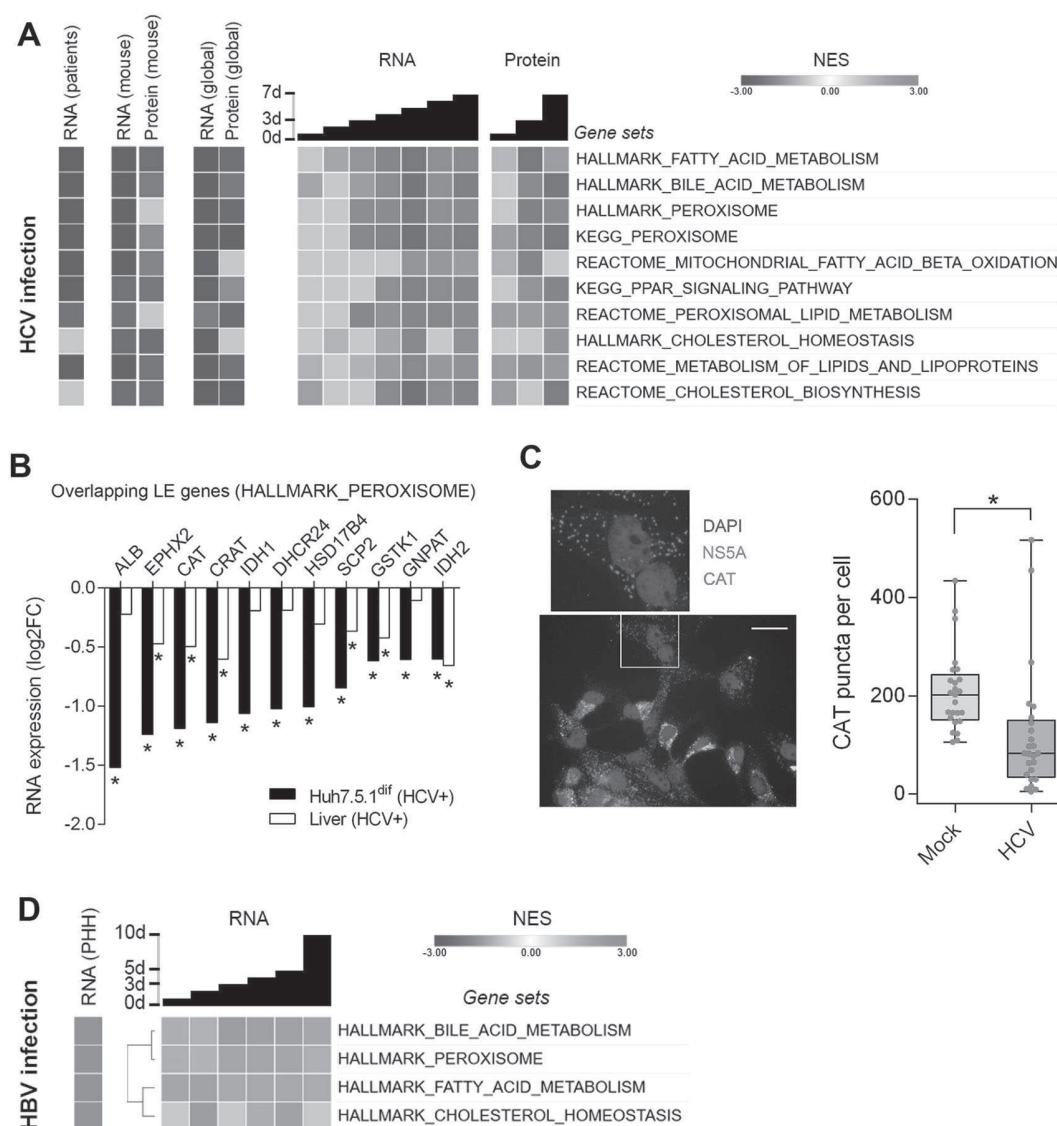 A
RNA (patients)
RNA (mouse)
Protein (mouse)
RNA (global)
Protein (global)
RNA
Protein
NES
-3.00 0.00 3.00
7d
3d
0d
Gene sets
HCV infection
HALLMARK_FATTY_ACID_METABOLISM
HALLMARK_BILE_ACID_METABOLISM
HALLMARK_PEROXISOME
KEGG_PEROXISOME
REACTOME_MITOCHONDRIAL_FATTY_ACID_BETA_OXIDATION
KEGG_PPAR_SIGNALING_PATHWAY
REACTOME_PEROXISOMAL_LIPID_METABOLISM
HALLMARK_CHOLESTEROL_HOMEOSTASIS
REACTOME_METABOLISM_OF_LIPIDS_AND_LIPOPROTEINS
REACTOME_CHOLESTEROL_BIOSYNTHESIS
B
Overlapping LE genes (HALLMARK_PEROXISOME)
ALB
EPHX2
CAT
CRAT
IDH1
DHCR24
HSD17B4
SCP2
GSTK1
GNPAT
IDH2
RNA expression (log2FC)
0.0
-0.5
-1.0
-1.5
-2.0
* * * * * * * * * * *
* * * * * *
Huh7.5.1dif (HCV+)
Liver (HCV+)
C
DAPI
NS5A
CAT
CAT puncta per cell
600
400
200
0
*
Mock
HCV
D
RNA (PHH)
RNA
NES
-3.00 0.00 3.00
10d
5d
3d
0d
Gene sets
HBV infection
HALLMARK_BILE_ACID_METABOLISM
HALLMARK_PEROXISOME
HALLMARK_FATTY_ACID_METABOLISM
HALLMARK_CHOLESTEROL_HOMEOSTASIS